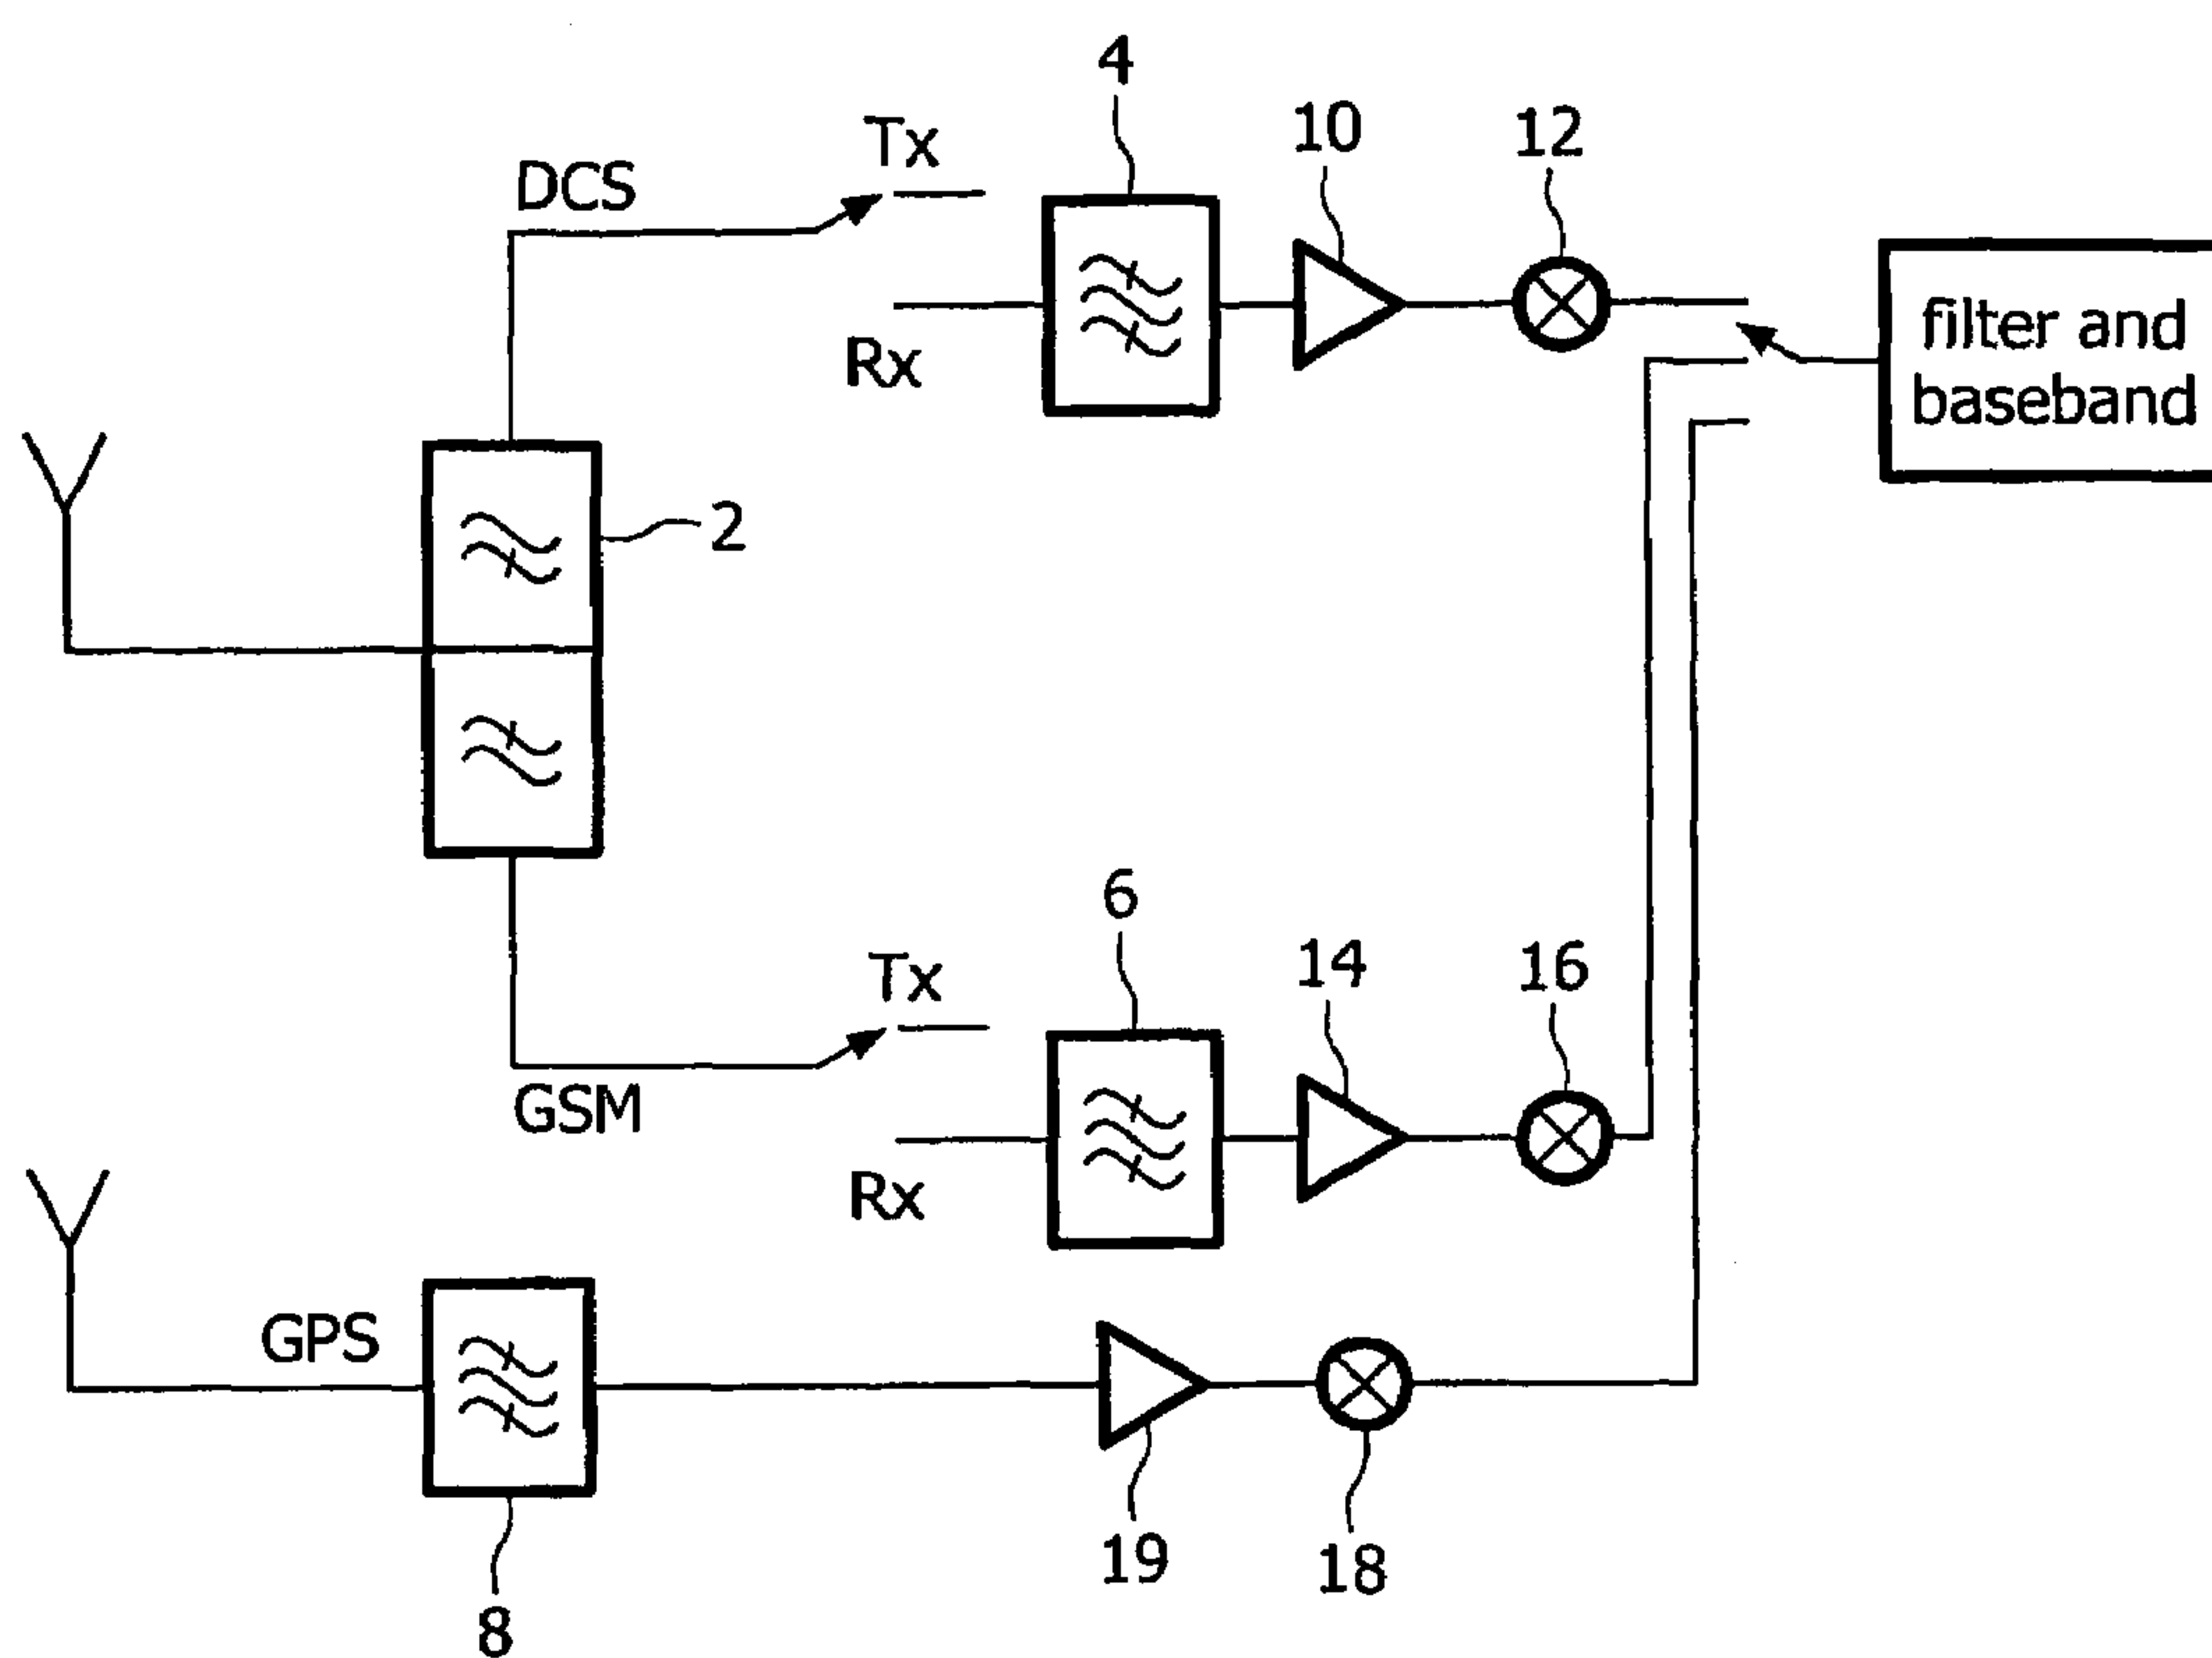 4
10
12
Tx
DCS
Rx
filter and
baseband
2
6
14
16
Tx
GSM
Rx
GPS
19
18
8